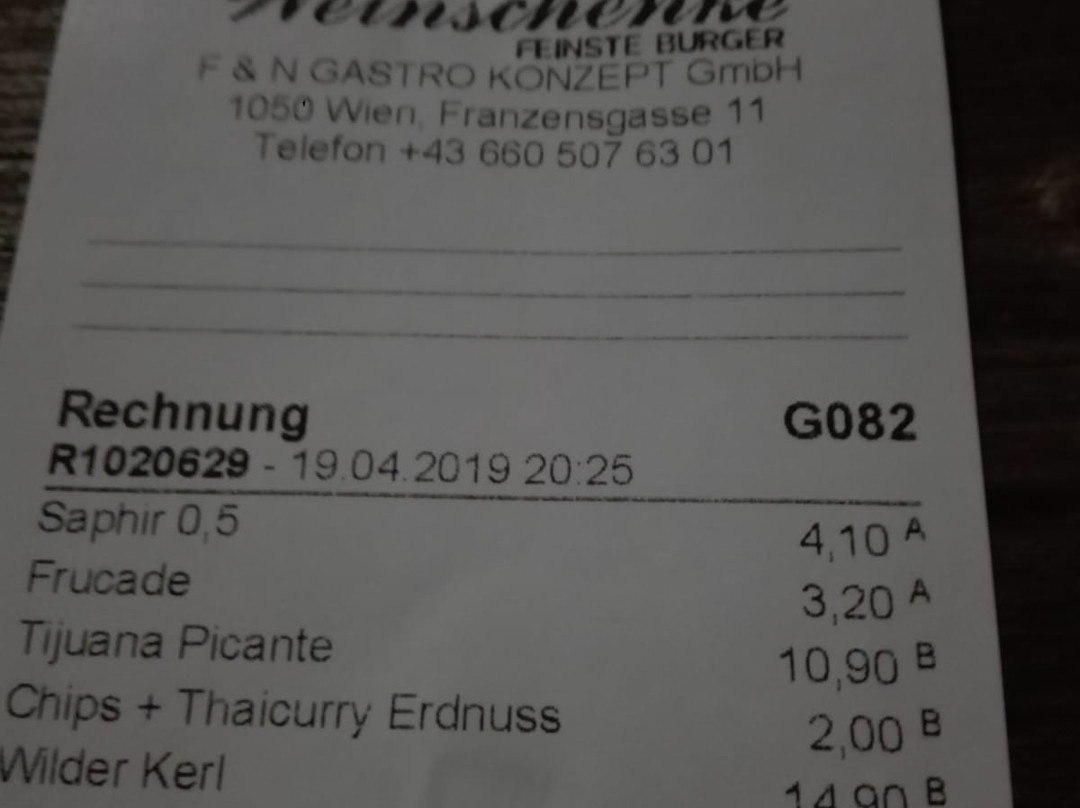 Weinschenke
FEINSTE BURGER
F & N GASTRO KONZEPT GmbH
1050 Wien, Franzensgasse 11
Telefon +43 660 507 63 01
Rechnung G082
R1020629 - 19.04.2019 20:25
Saphir 0,5 4,10 A
Frucade 3,20 A
Tijuana Picante 10,90 B
Chips + Thaicurry Erdnuss 2,00 B
Wilder Kerl 14,90 B